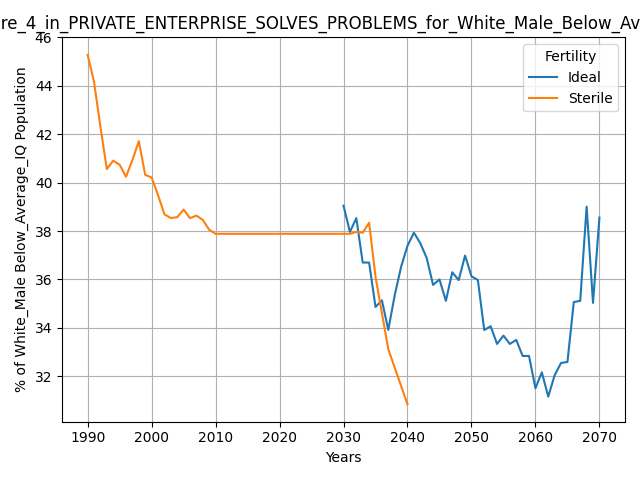 re_4_in_PRIVATE_ENTERPRISE_SOLVES_PROBLEMS_for_White_Male_Below_Av
Fertility
Ideal
Sterile
% of White_Male Below_Average_IQ Population
46
44
42
40
38
36
34
32
1990 2000 2010 2020 2030 2040 2050 2060 2070
Years